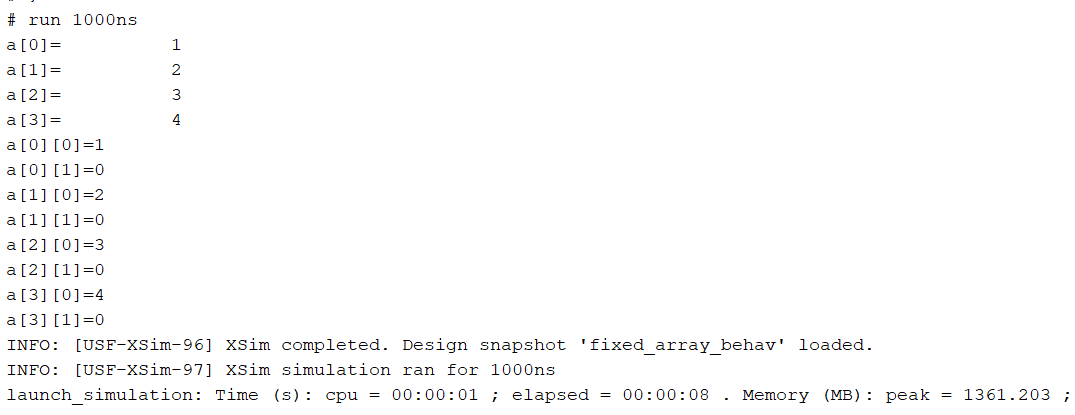 # run 1000ns
a[0]=          1
a[1]=          2
a[2]=          3
a[3]=          4
a[0][0]=1
a[0][1]=0
a[1][0]=2
a[1][1]=0
a[2][0]=3
a[2][1]=0
a[3][0]=4
a[3][1]=0
INFO: [USF-XSim-96] XSim completed. Design snapshot 'fixed_array_behav' loaded.
INFO: [USF-XSim-97] XSim simulation ran for 1000ns
launch_simulation: Time (s): cpu = 00:00:01 ; elapsed = 00:00:08 . Memory (MB): peak = 1361.203 ;